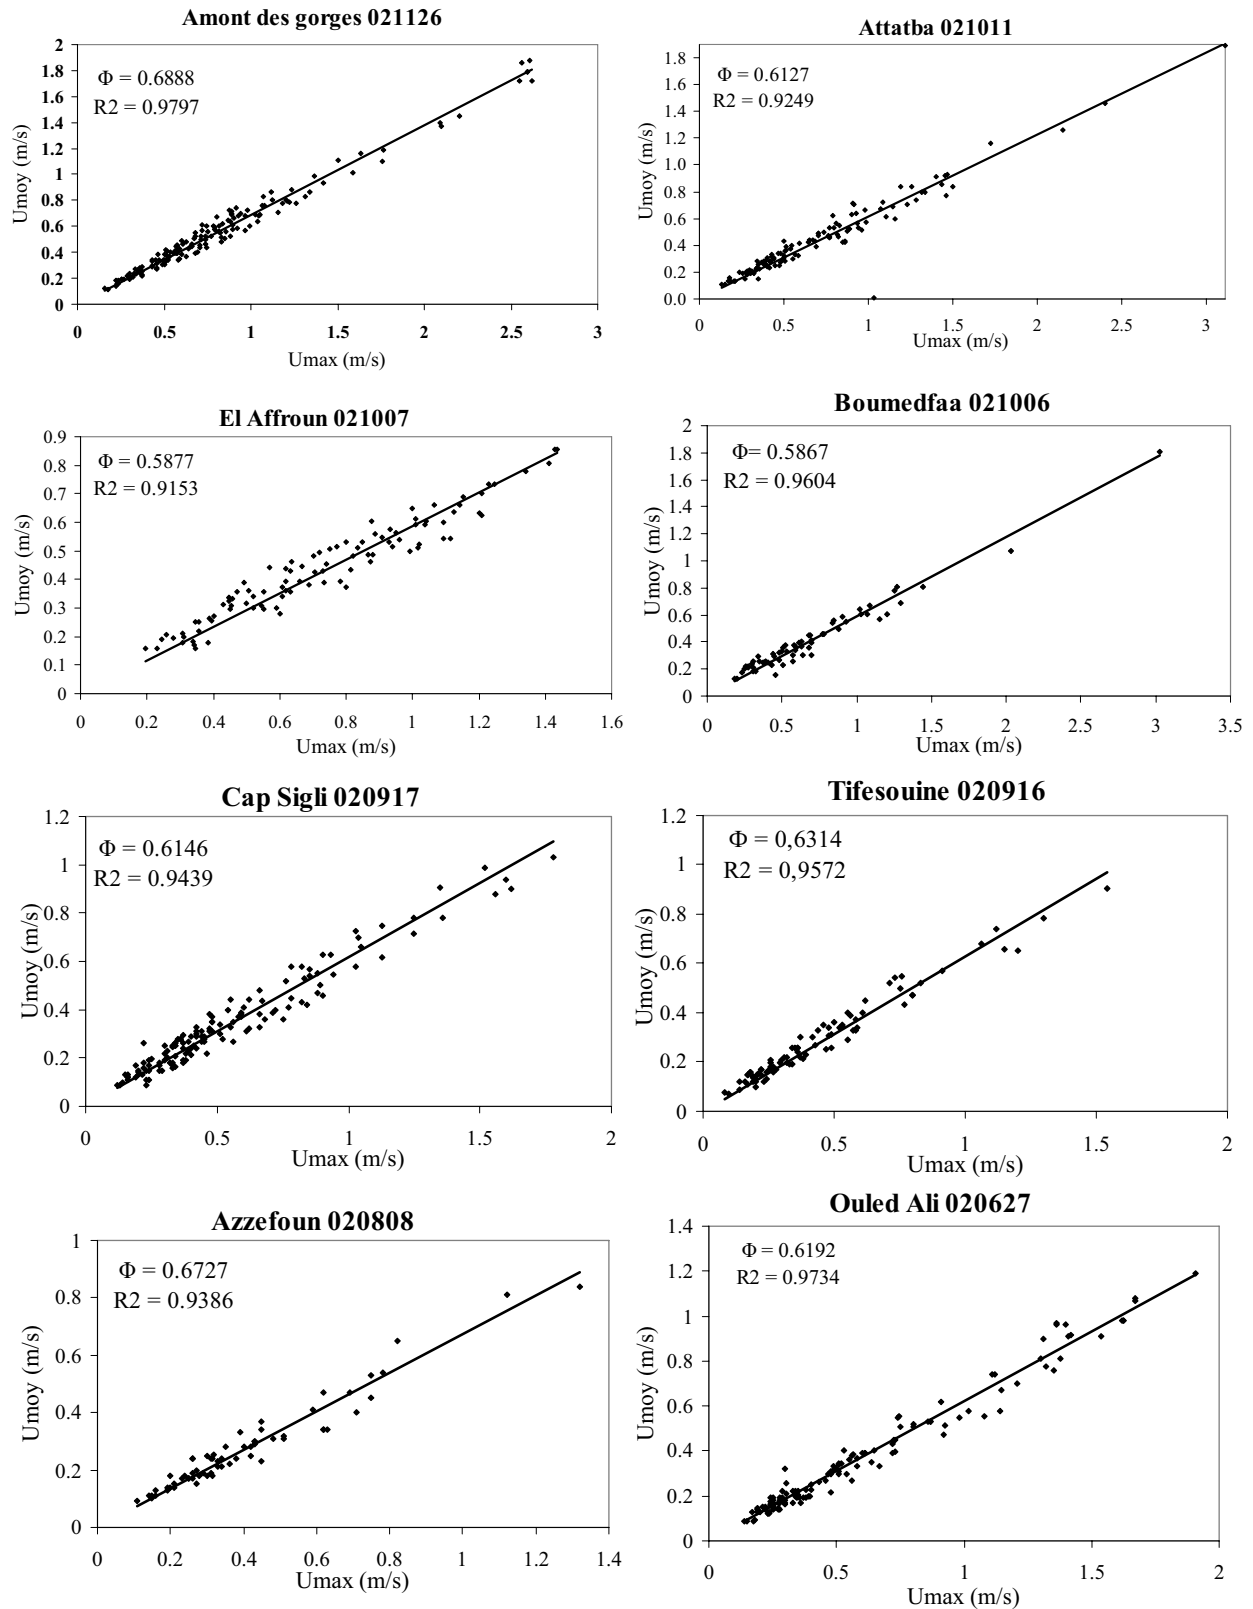 Amont des gorges 021126
Φ = 0.6888
R2 = 0.9797
Umoy (m/s)
2
1.8
1.6
1.4
1.2
1
0.8
0.6
0.4
0.2
0
0 0.5 1 1.5 2 2.5 3
Umax (m/s)
Attatba 021011
Φ = 0.6127
R2 = 0.9249
Umoy (m/s)
1.8
1.6
1.4
1.2
1.0
0.8
0.6
0.4
0.2
0.0
0 0.5 1 1.5 2 2.5 3
Umax (m/s)
El Affroun 021007
Φ = 0.5877
R2 = 0.9153
Umoy (m/s)
0.9
0.8
0.7
0.6
0.5
0.4
0.3
0.2
0.1
0
0 0.2 0.4 0.6 0.8 1 1.2 1.4 1.6
Umax (m/s)
Boumedfaa 021006
Φ= 0.5867
R2 = 0.9604
Umoy (m/s)
2
1.8
1.6
1.4
1.2
1
0.8
0.6
0.4
0.2
0
0 0.5 1 1.5 2 2.5 3 3.5
Umax (m/s)
Cap Sigli 020917
Φ = 0.6146
R2 = 0.9439
Umoy (m/s)
1.2
1
0.8
0.6
0.4
0.2
0
0 0.5 1 1.5 2
Umax (m/s)
Tifesouine 020916
Φ = 0,6314
R2 = 0,9572
Umoy (m/s)
1.2
1
0.8
0.6
0.4
0.2
0
0 0.5 1 1.5 2
Umax (m/s)
Azzefoun 020808
Φ = 0.6727
R2 = 0.9386
Umoy (m/s)
1
0.8
0.6
0.4
0.2
0
0 0.2 0.4 0.6 0.8 1 1.2 1.4
Umax (m/s)
Ouled Ali 020627
Φ = 0.6192
R2 = 0.9734
Umoy (m/s)
1.4
1.2
1
0.8
0.6
0.4
0.2
0
0 0.5 1 1.5 2
Umax (m/s)